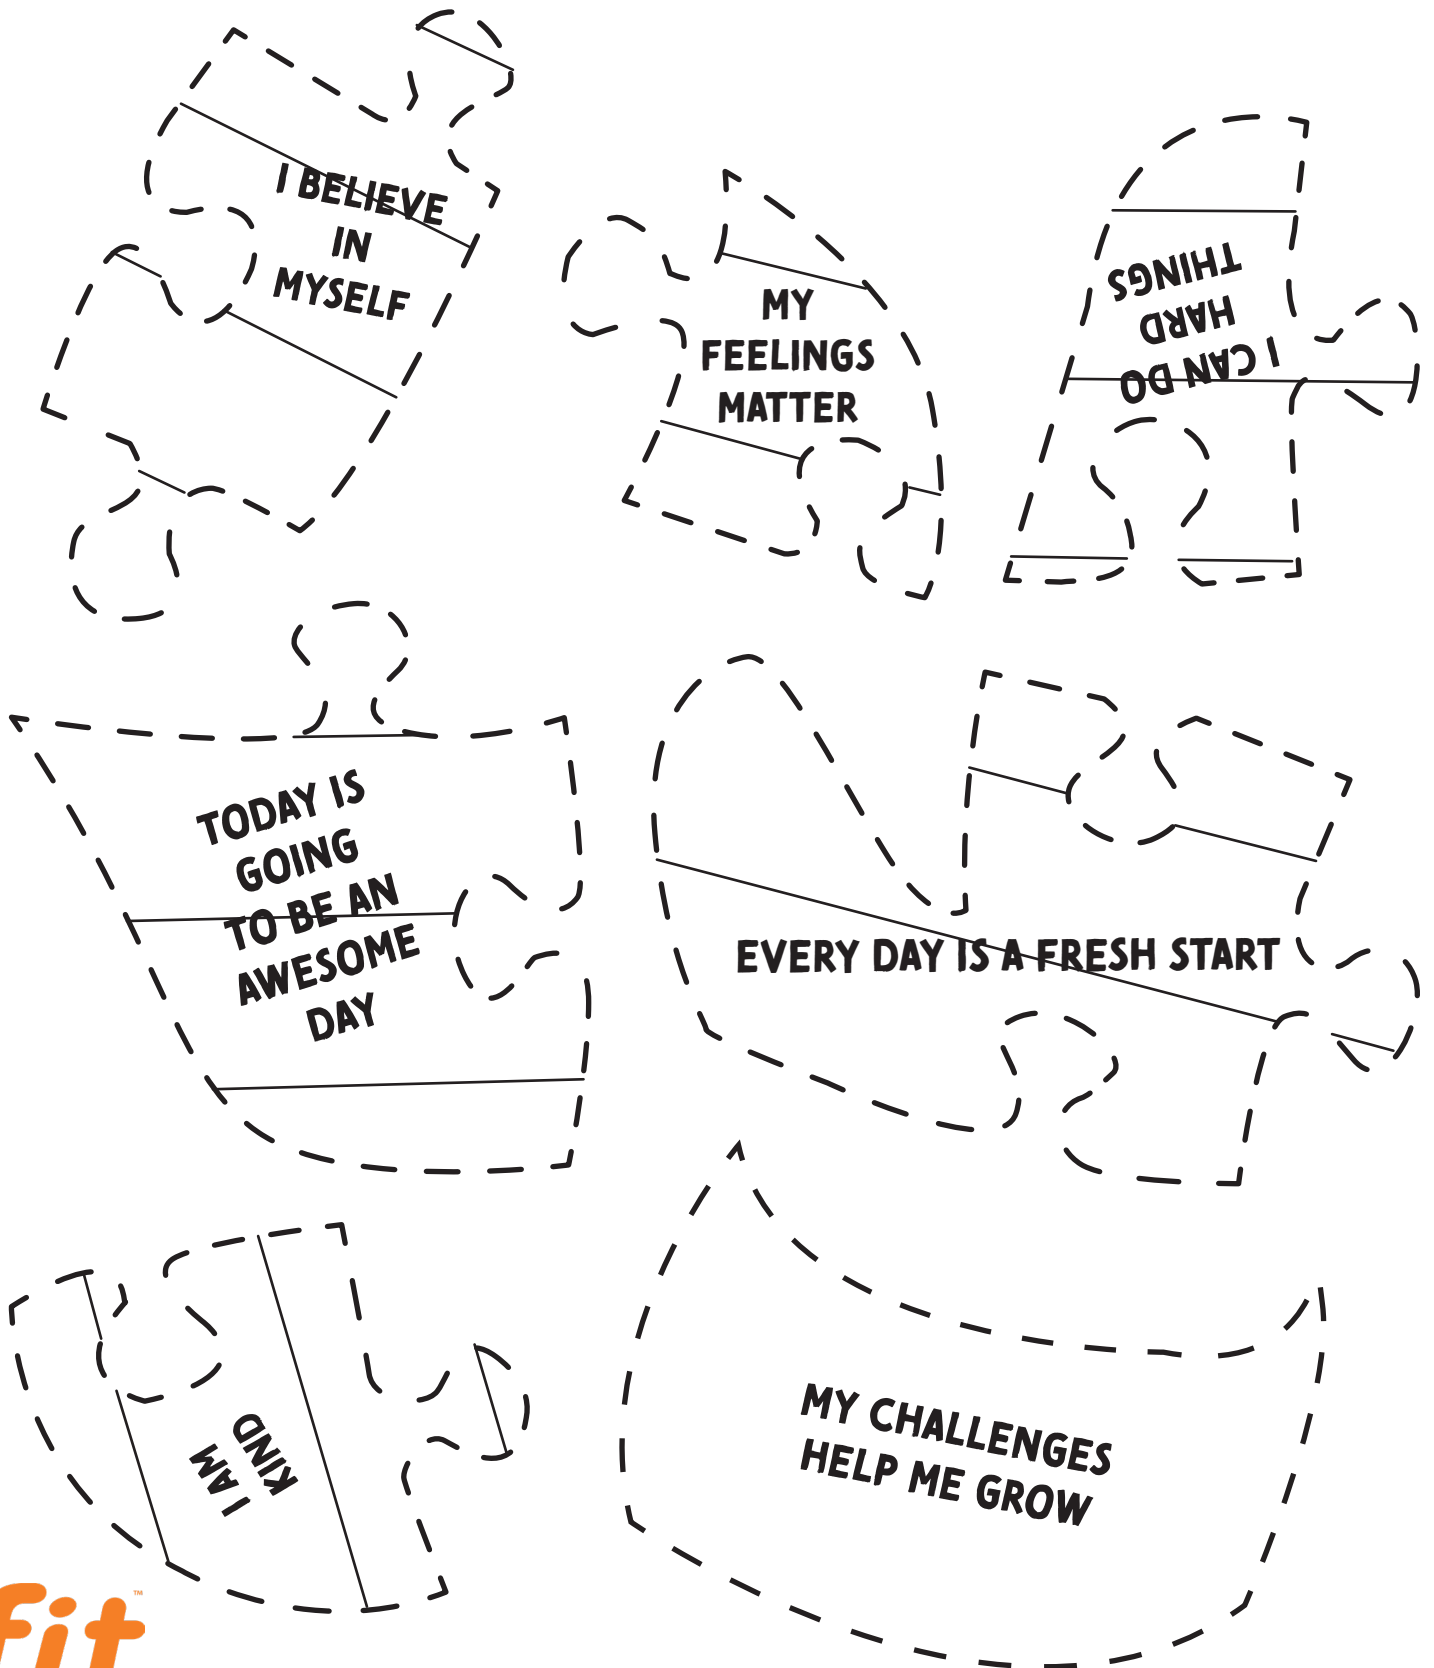 I BELIEVE
IN
MYSELF
MY
FEELINGS
MATTER
I CAN DO
HARD
THINGS
TODAY IS
GOING
TO BE AN
AWESOME
DAY
EVERY DAY IS A FRESH START
I AM
KIND
MY CHALLENGES
HELP ME GROW
fit™